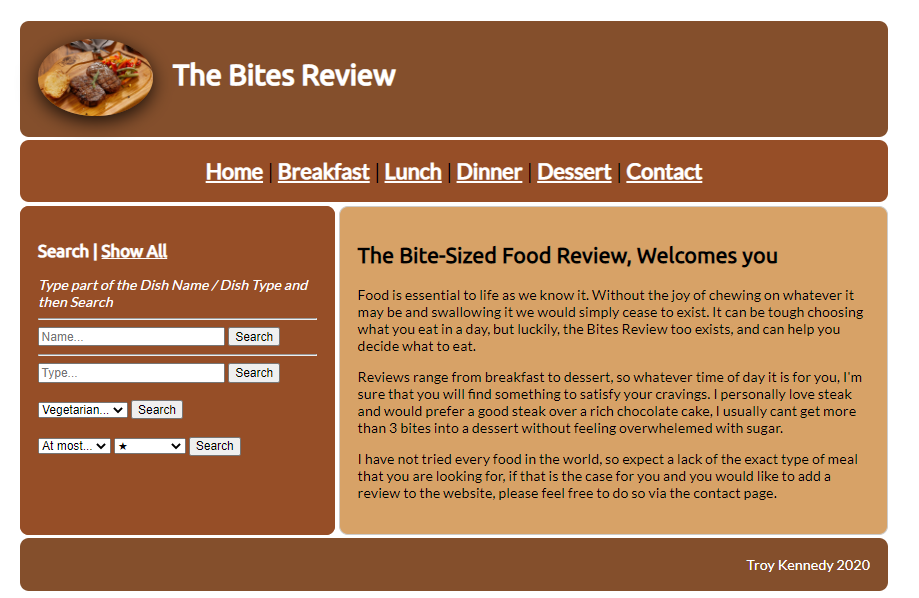 The Bites Review
Home | Breakfast | Lunch | Dinner | Dessert | Contact
Search | Show All
Type part of the Dish Name / Dish Type and
then Search
Name... Search
Type... Search
Vegetarian... Search
At most... ★ Search
The Bite-Sized Food Review, Welcomes you
Food is essential to life as we know it. Without the joy of chewing on whatever it
may be and swallowing it we would simply cease to exist. It can be tough choosing
what you eat in a day, but luckily, the Bites Review too exists, and can help you
decide what to eat.
Reviews range from breakfast to dessert, so whatever time of day it is for you, I'm
sure that you will find something to satisfy your cravings. I personally love steak
and would prefer a good steak over a rich chocolate cake, I usually cant get more
than 3 bites into a dessert without feeling overwhelemed with sugar.
I have not tried every food in the world, so expect a lack of the exact type of meal
that you are looking for, if that is the case for you and you would like to add a
review to the website, please feel free to do so via the contact page.
Troy Kennedy 2020